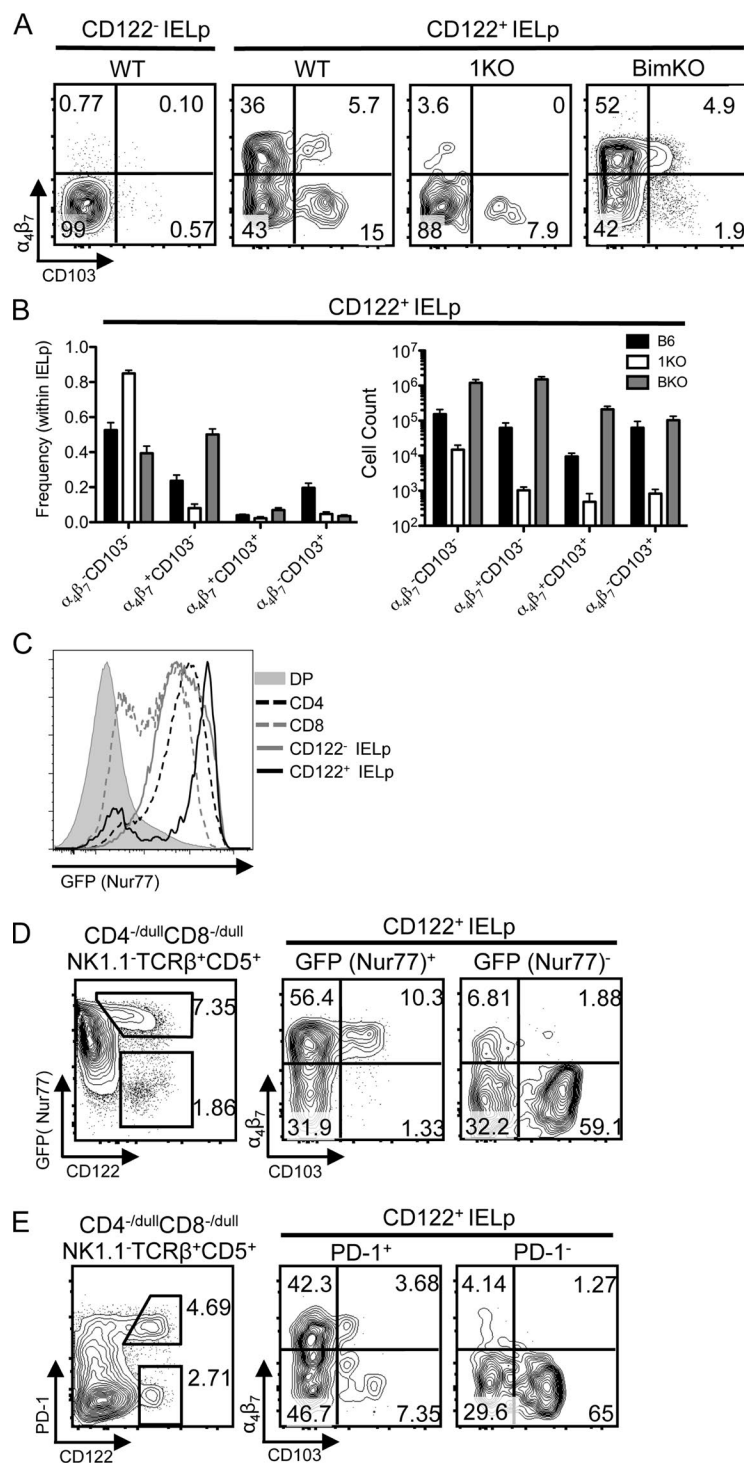 A
CD122⁻ IELp
CD122⁺ IELp
WT
WT
1KO
BimKO
0.77
0.10
36
5.7
3.6
0
52
4.9
99
0.57
43
15
88
7.9
42
1.9
α₄β₇
CD103
B
CD122⁺ IELp
Frequency (within IELp)
1.0
0.8
0.6
0.4
0.2
0.0
α₄β₇⁻CD103⁻
α₄β₇⁺CD103⁻
α₄β₇⁺CD103⁺
α₄β₇⁻CD103⁺
Cell Count
10⁷
10⁶
10⁵
10⁴
10³
10²
α₄β₇⁻CD103⁻
α₄β₇⁺CD103⁻
α₄β₇⁺CD103⁺
α₄β₇⁻CD103⁺
B6
1KO
BKO
C
DP
CD4
CD8
CD122⁻ IELp
CD122⁺ IELp
GFP (Nur77)
D
CD4⁻/ᵈᵘˡˡCD8⁻/ᵈᵘˡˡ
NK1.1⁻TCRβ⁺CD5⁺
CD122⁺ IELp
GFP (Nur77)⁺
GFP (Nur77)⁻
7.35
1.86
56.4
10.3
31.9
1.33
6.81
1.88
32.2
59.1
GFP( Nur77)
CD122
α₄β₇
CD103
E
CD4⁻/ᵈᵘˡˡCD8⁻/ᵈᵘˡˡ
NK1.1⁻TCRβ⁺CD5⁺
CD122⁺ IELp
PD-1⁺
PD-1⁻
4.69
2.71
42.3
3.68
46.7
7.35
4.14
1.27
29.6
65
PD-1
CD122
α₄β₇
CD103